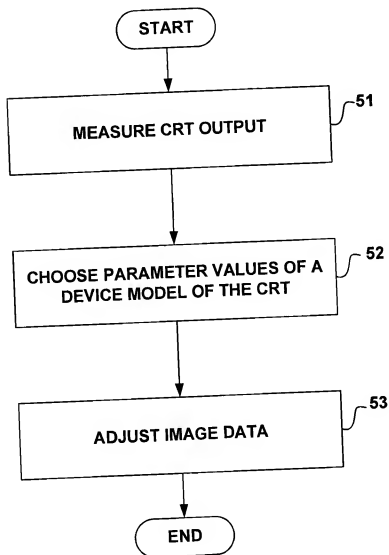 START
51
MEASURE CRT OUTPUT
52
CHOOSE PARAMETER VALUES OF A
DEVICE MODEL OF THE CRT
53
ADJUST IMAGE DATA
END